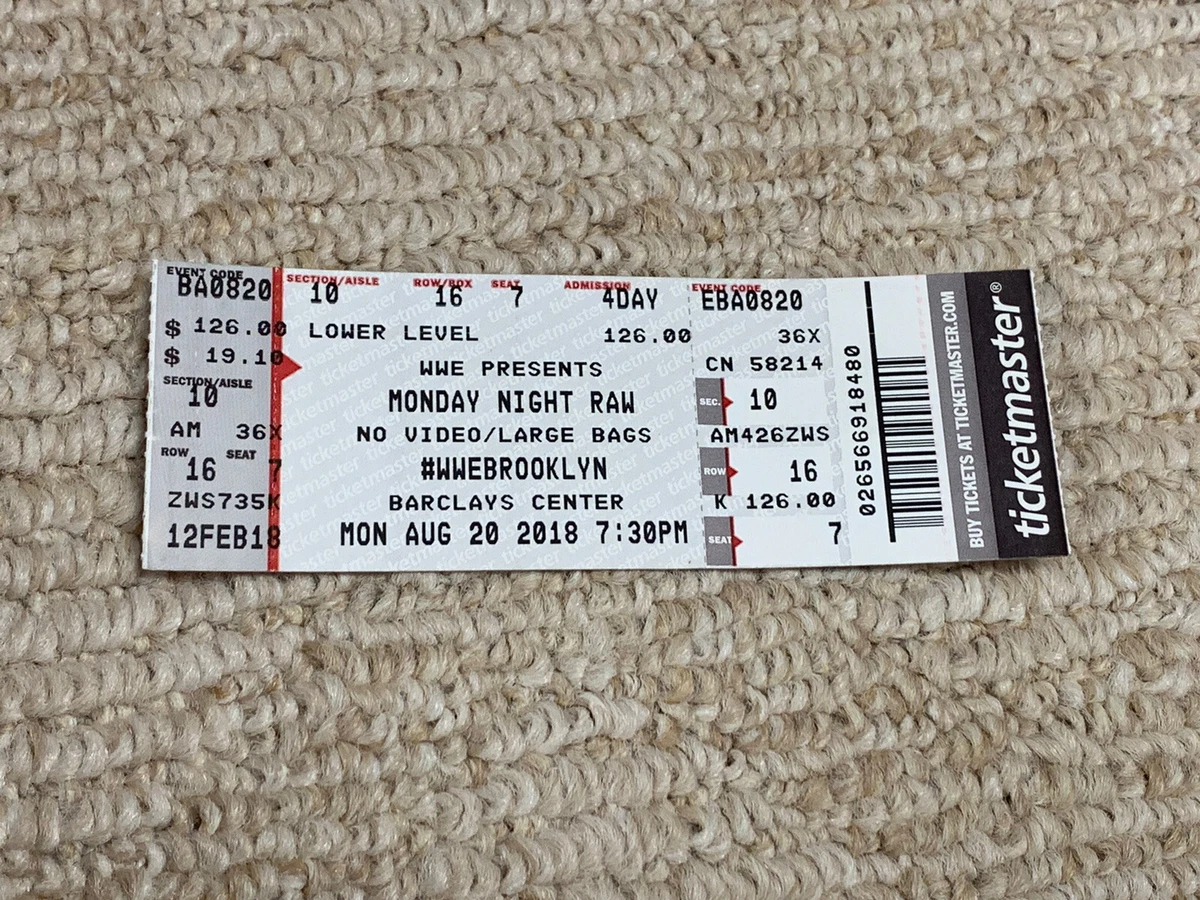 EVENT CODE
BA0820
$ 126.00
$ 19.10
SECTION/AISLE
10
AM 36X
ROW SEAT
16 7
ZWS735K
12FEB18
SECTION/AISLE ROW/BOX SEAT ADMISSION EVENT CODE
10 16 7 4DAY EBA0820
LOWER LEVEL 126.00
WWE PRESENTS
MONDAY NIGHT RAW
NO VIDEO/LARGE BAGS
#WWEBROOKLYN
BARCLAYS CENTER
MON AUG 20 2018 7:30PM
36X
CN 58214
SEC. 10
AM426ZWS
ROW 16
K 126.00
SEAT 7
026566918480
BUY TICKETS AT TICKETMASTER.COM
ticketmaster®